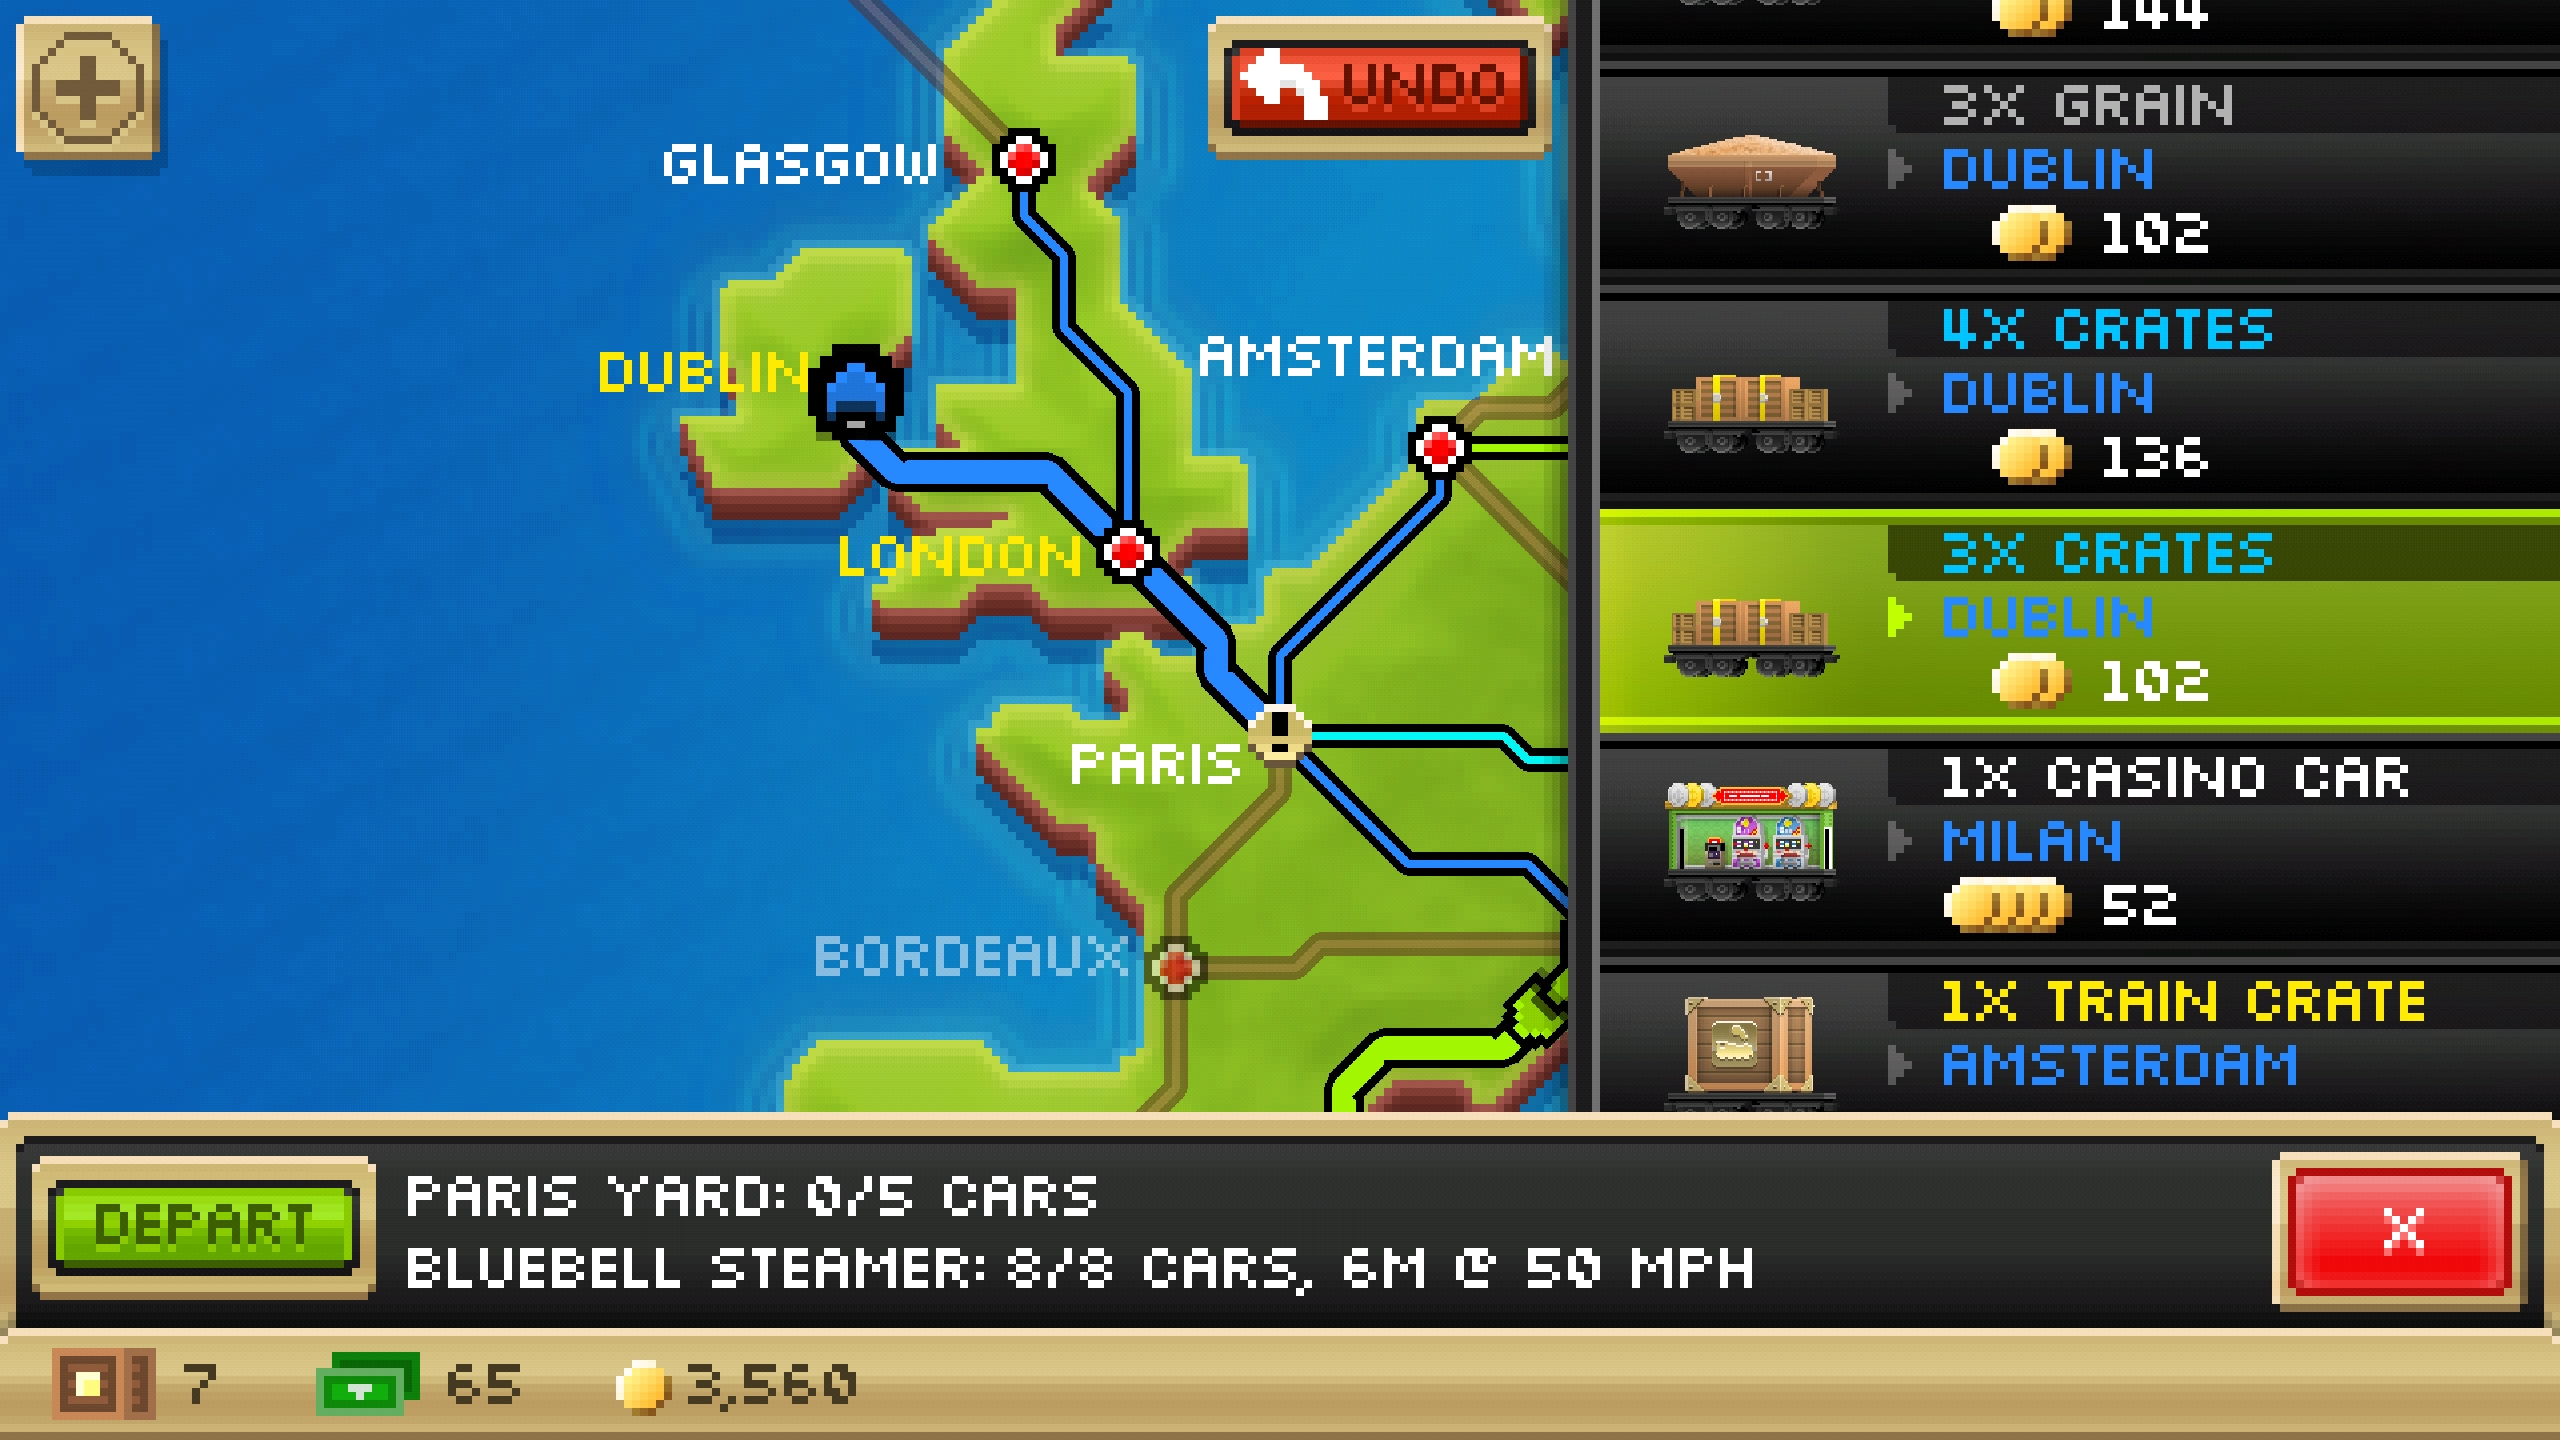 144
UNDO
3X GRAIN
DUBLIN
102
GLASGOW
4X CRATES
DUBLIN
136
AMSTERDAM
DUBLIN
3X CRATES
DUBLIN
102
LONDON
PARIS
1X CASINO CAR
MILAN
52
BORDEAUX
1X TRAIN CRATE
AMSTERDAM
DEPART
PARIS YARD: 0/5 CARS
BLUEBELL STEAMER: 8/8 CARS, 6M @ 50 MPH
X
7
65
3,560